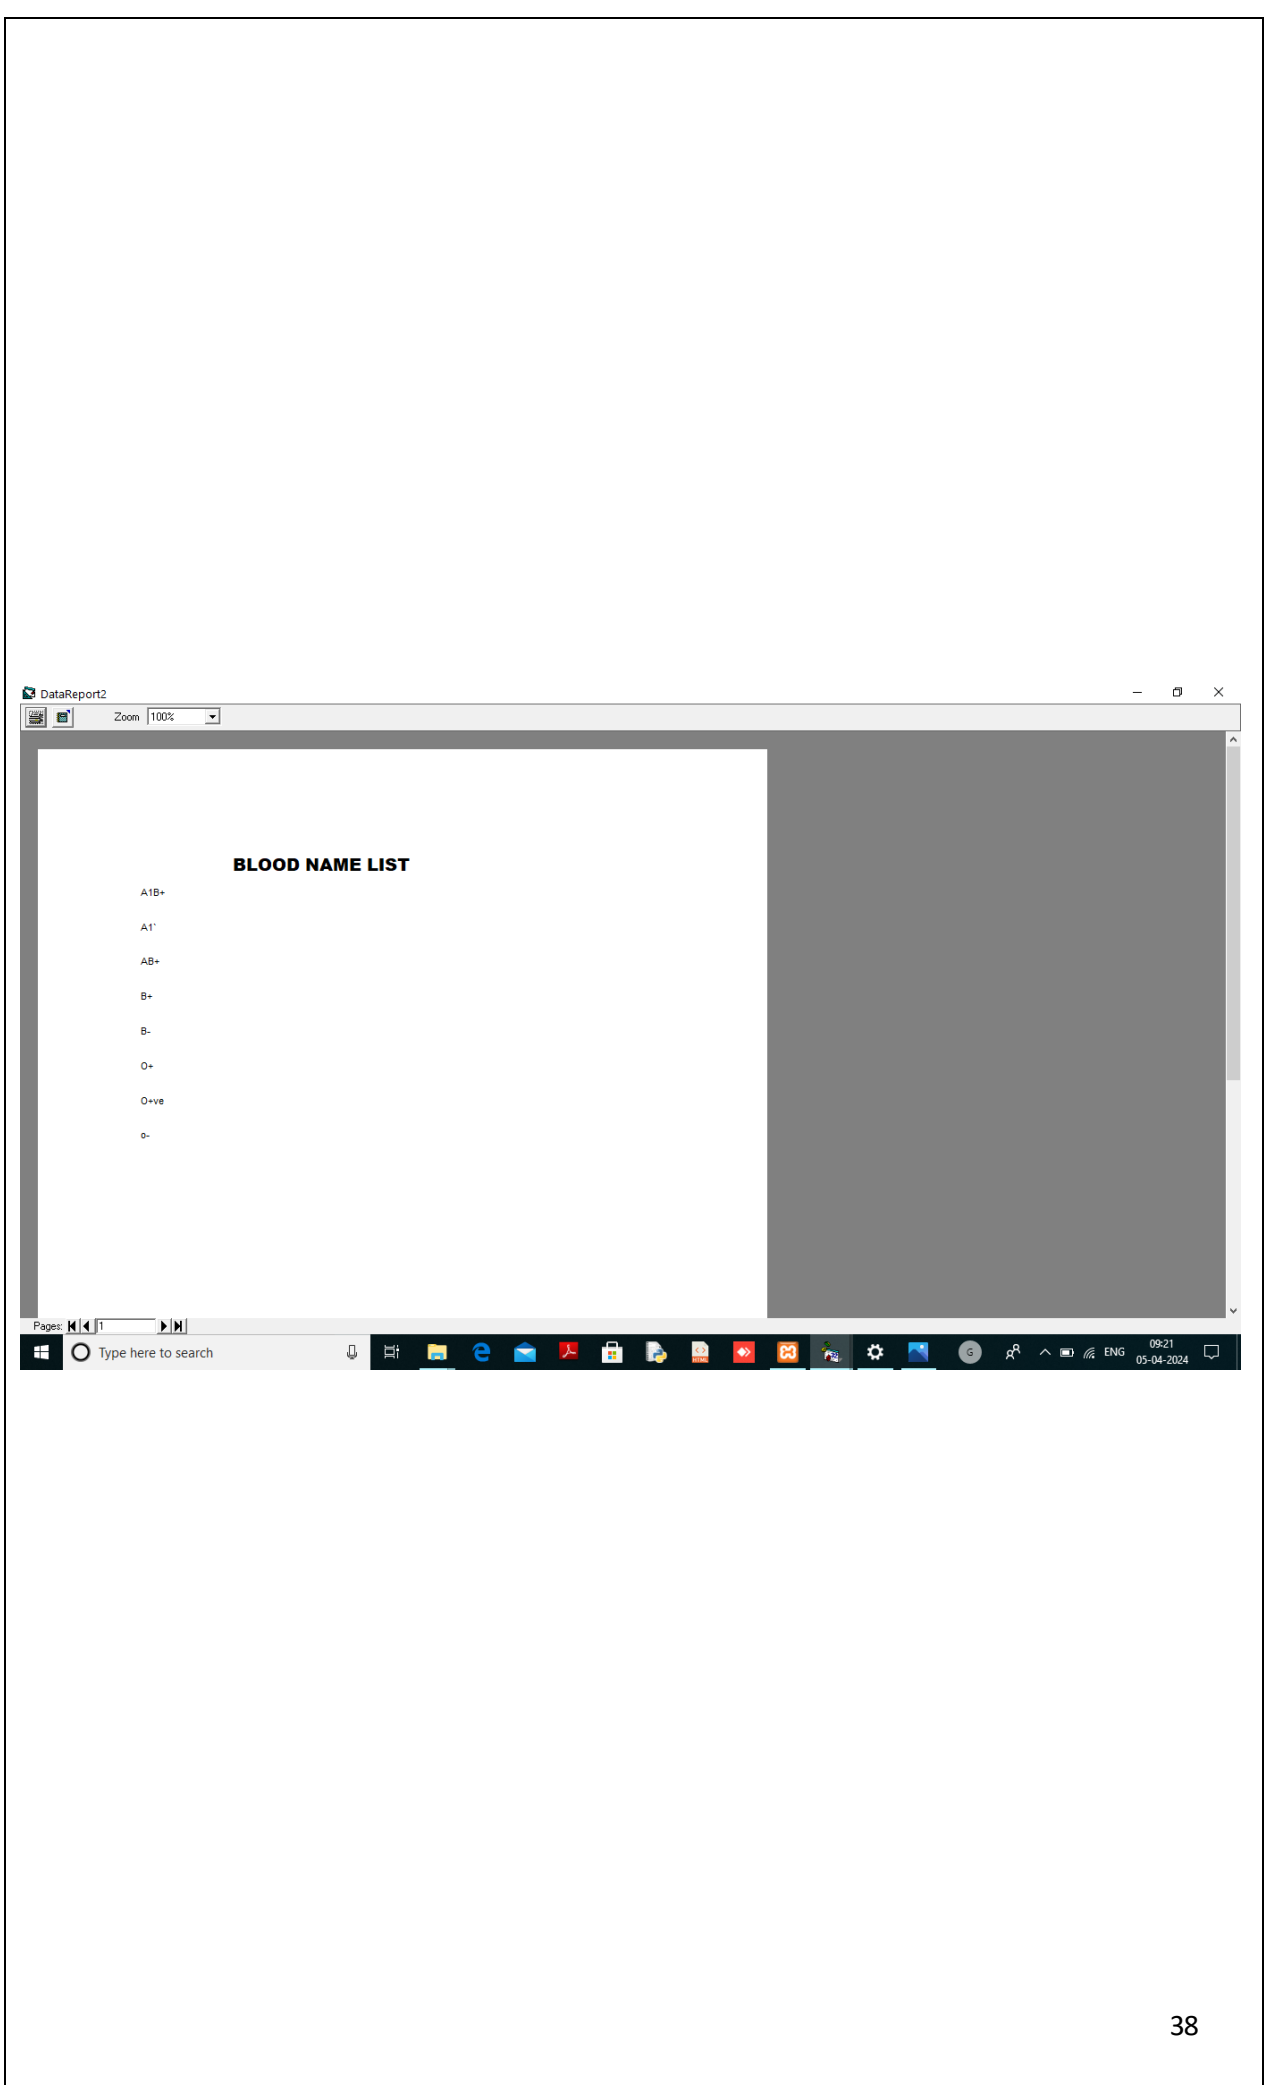 DataReport2
Zoom 100%
BLOOD NAME LIST
A1B+
A1`
AB+
B+
B-
O+
O+ve
o-
Pages: 1
Type here to search
G
ENG
09:21
05-04-2024
38